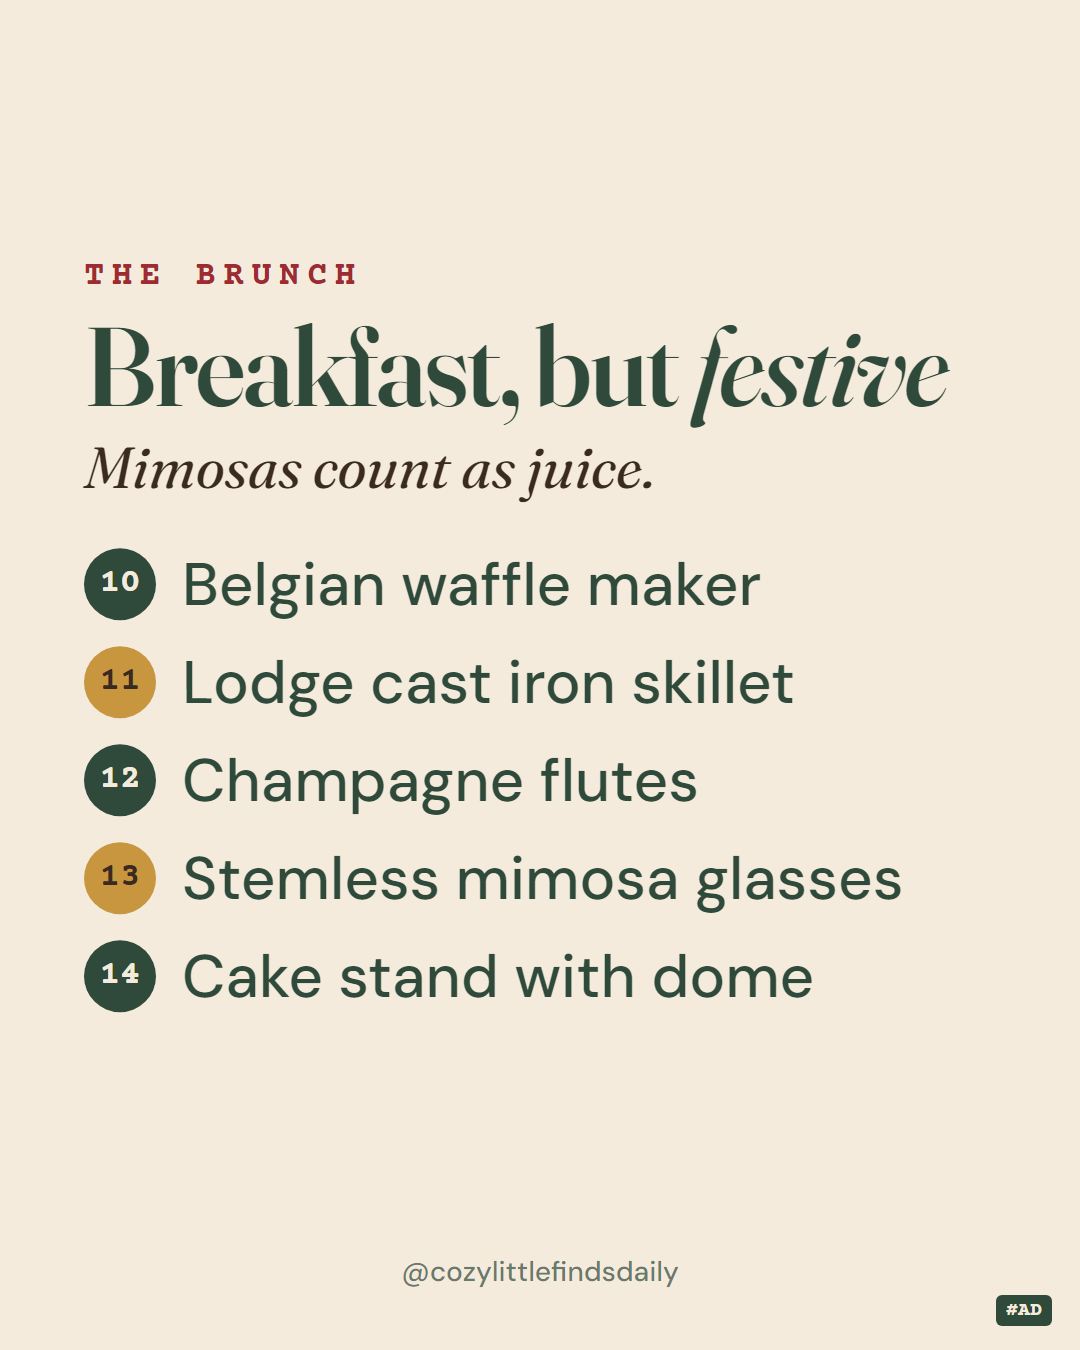 THE BRUNCH
Breakfast, but festive
Mimosas count as juice.
10 Belgian waffle maker
11 Lodge cast iron skillet
12 Champagne flutes
13 Stemless mimosa glasses
14 Cake stand with dome
@cozylittlefindsdaily
#AD